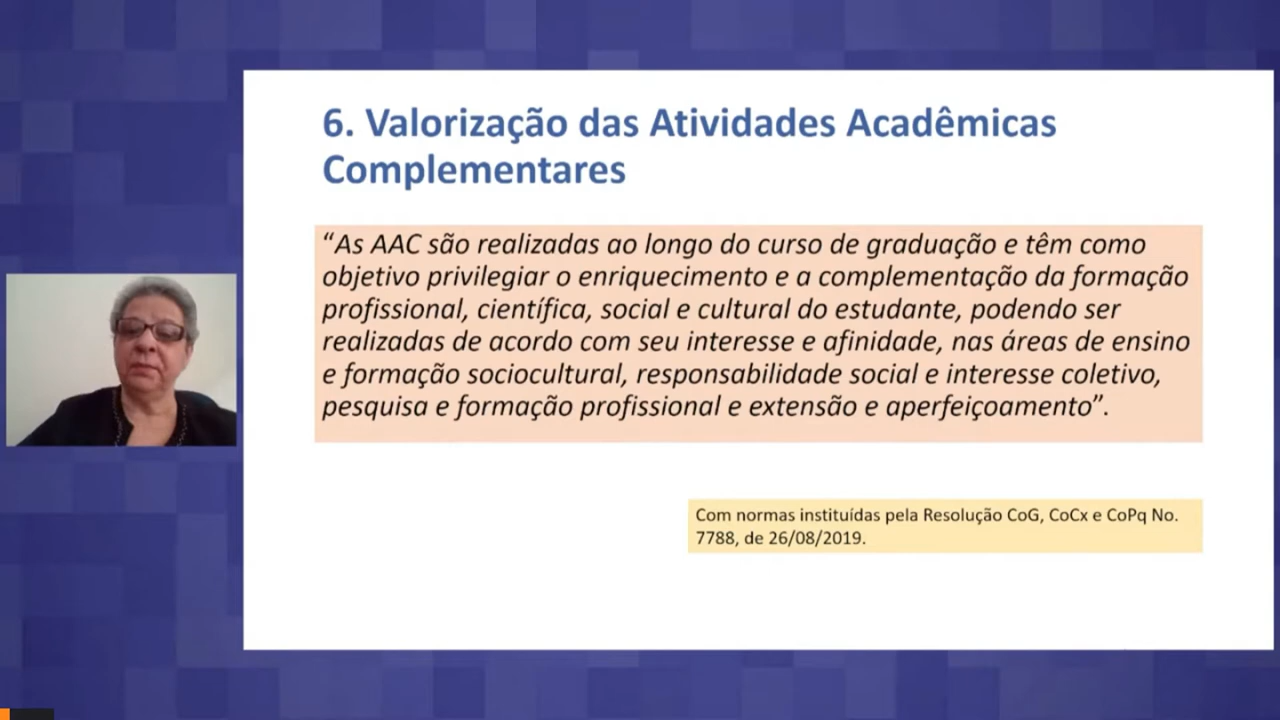 6. Valorização das Atividades Acadêmicas
Complementares
“As AAC são realizadas ao longo do curso de graduação e têm como
objetivo privilegiar o enriquecimento e a complementação da formação
profissional, científica, social e cultural do estudante, podendo ser
realizadas de acordo com seu interesse e afinidade, nas áreas de ensino
e formação sociocultural, responsabilidade social e interesse coletivo,
pesquisa e formação profissional e extensão e aperfeiçoamento”.
Com normas instituídas pela Resolução CoG, CoCx e CoPq No.
7788, de 26/08/2019.